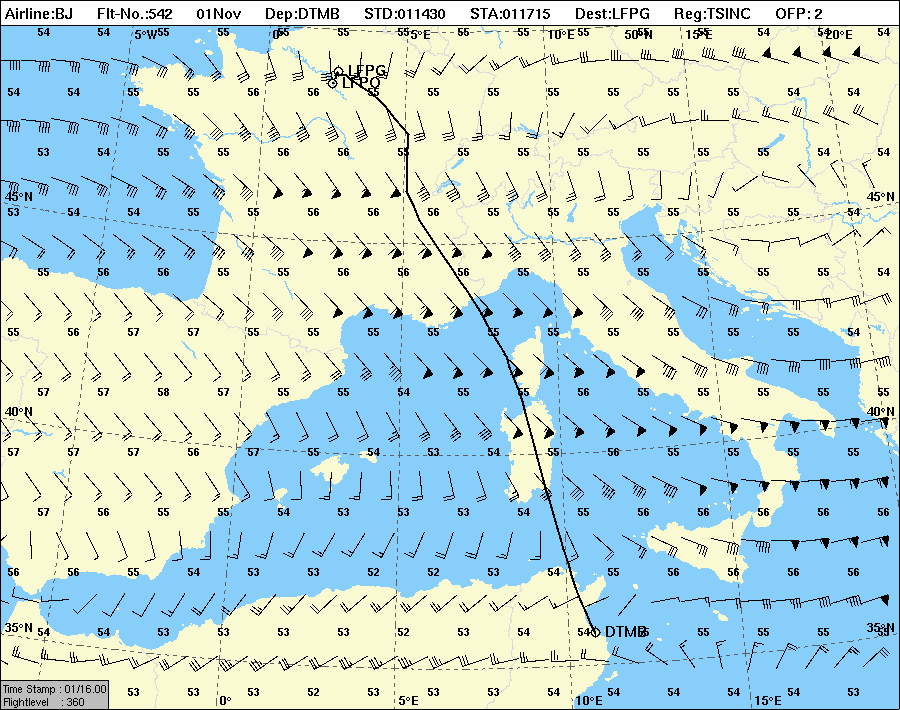 Airline:BJ Flt-No.:542 01Nov Dep:DTMB STD:011430 STA:011715 Dest:LFPG Reg:TSINC OFP: 2
54 54 5°W 54 54 0° 5°E 55 10°E 50°N 15°E 54 20°E 54
LFPG
LFPO
54 54 55 55 56 56 55 55 55 55 55 54 54 54 54
53 54 55 55 56 56 55 55 55 55 55 55 55 54 54
45°N 45°N
53 54 54 55 55 56 56 56 55 55 55 55 55 55 54
55 56 56 55 55 55 55 55 55 55 55 55 55 55 54
55 56 57 57 55 55 55 55 55 55 55 55 55 55 54
57 57 56 55 55 55 54 55 55 55 55 55 55 55
40°N 40°N
57 57 57 56 55 54 53 54 54 55 55 56 56 56 56
57 56 56 55 54 53 53 53 54 55 55 56 56 56 56
56 56 55 54 53 53 52 52 53 54 55 56 56 56 56
35°N 35°N
54 54 54 53 53 53 52 53 54 54 55 55 55 55
DTMB
53 53 53 52 53 53 53 54 54 55 55 54 53
0° 5°E 10°E 15°E
Time Stamp : 01/16.00
Flightlevel : 360